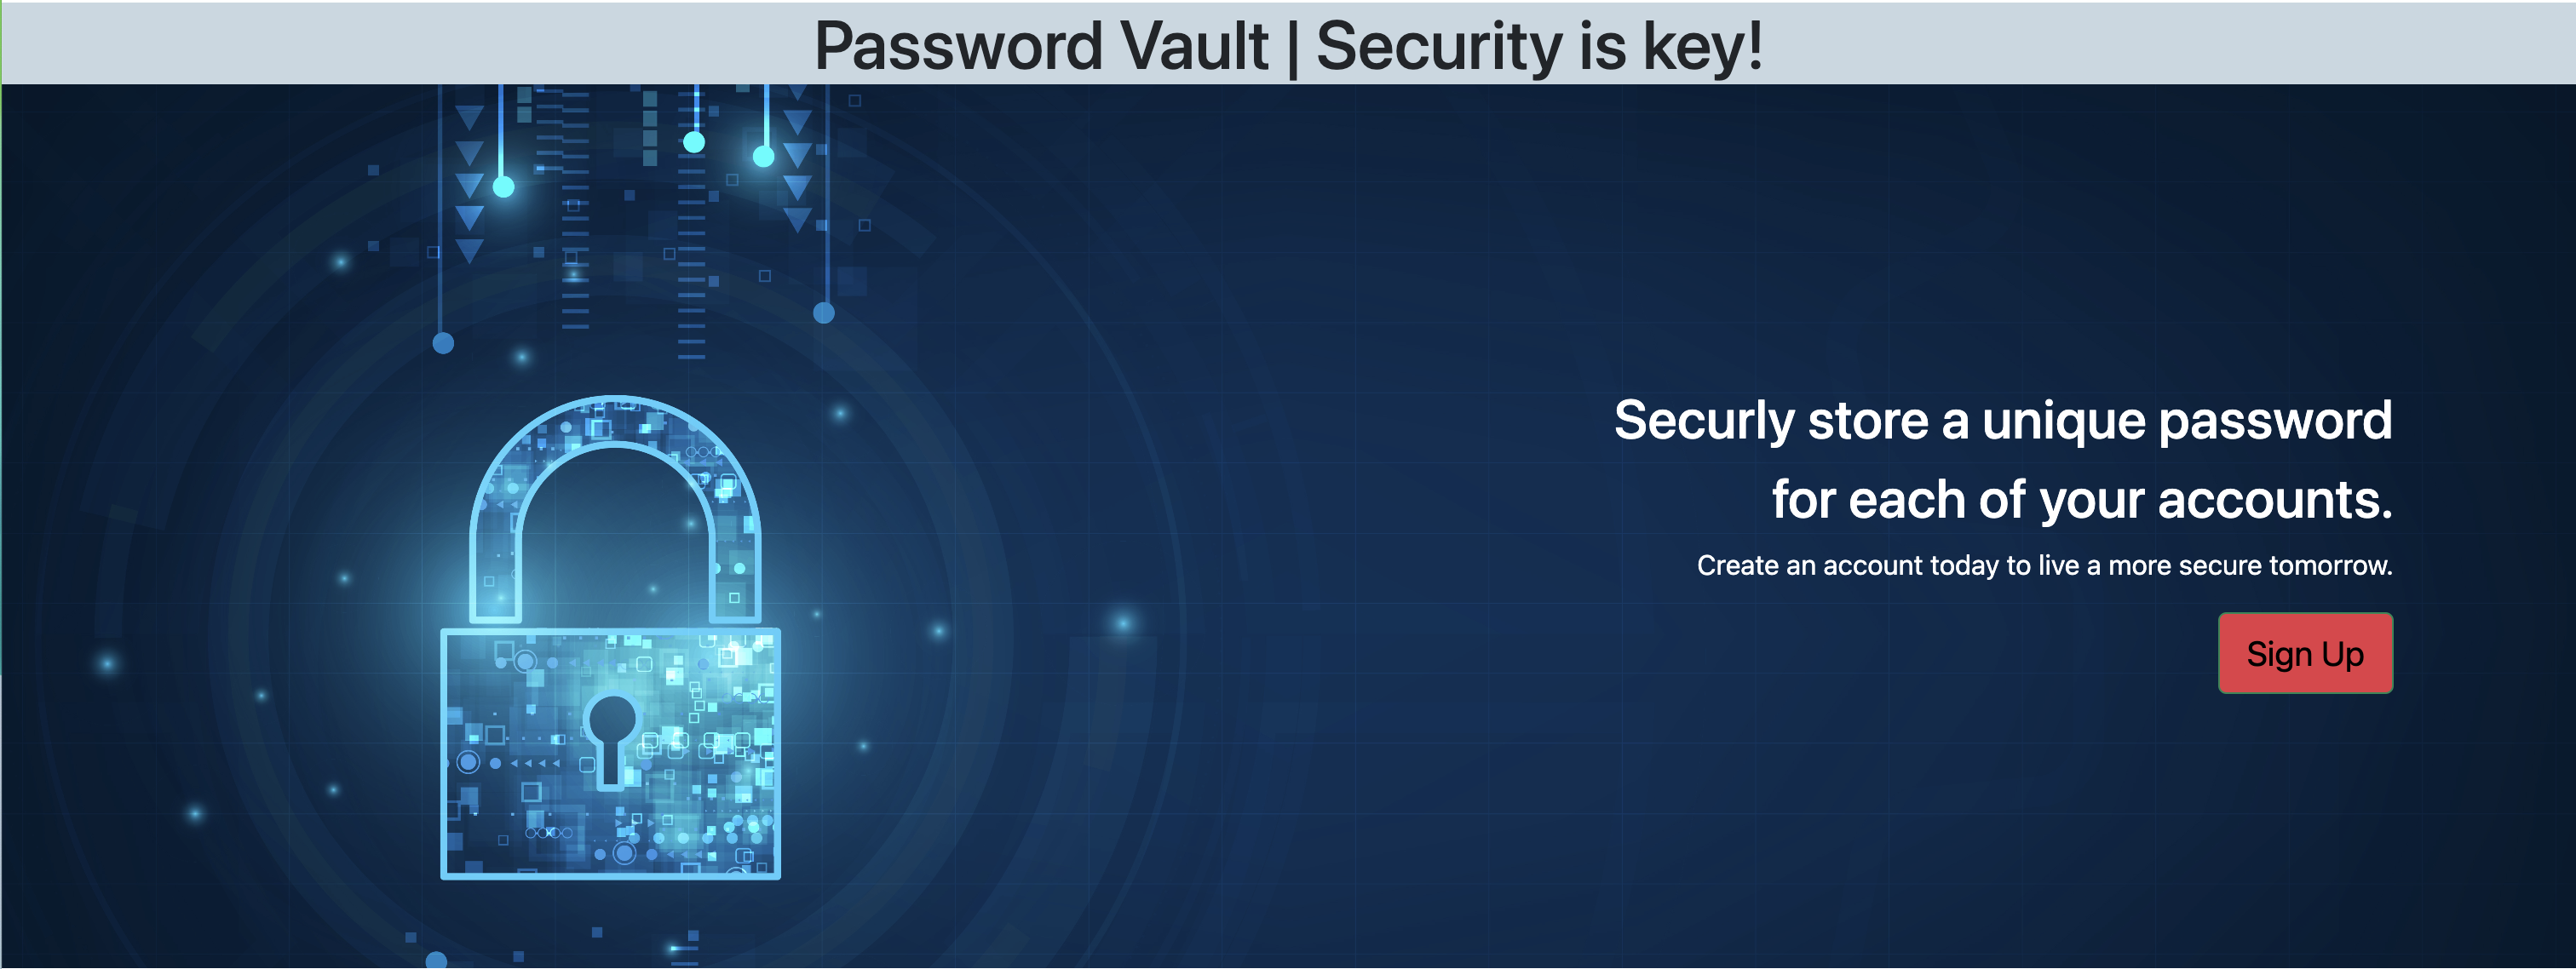 Password Vault | Security is key!
Securly store a unique password
for each of your accounts.
Create an account today to live a more secure tomorrow.
Sign Up